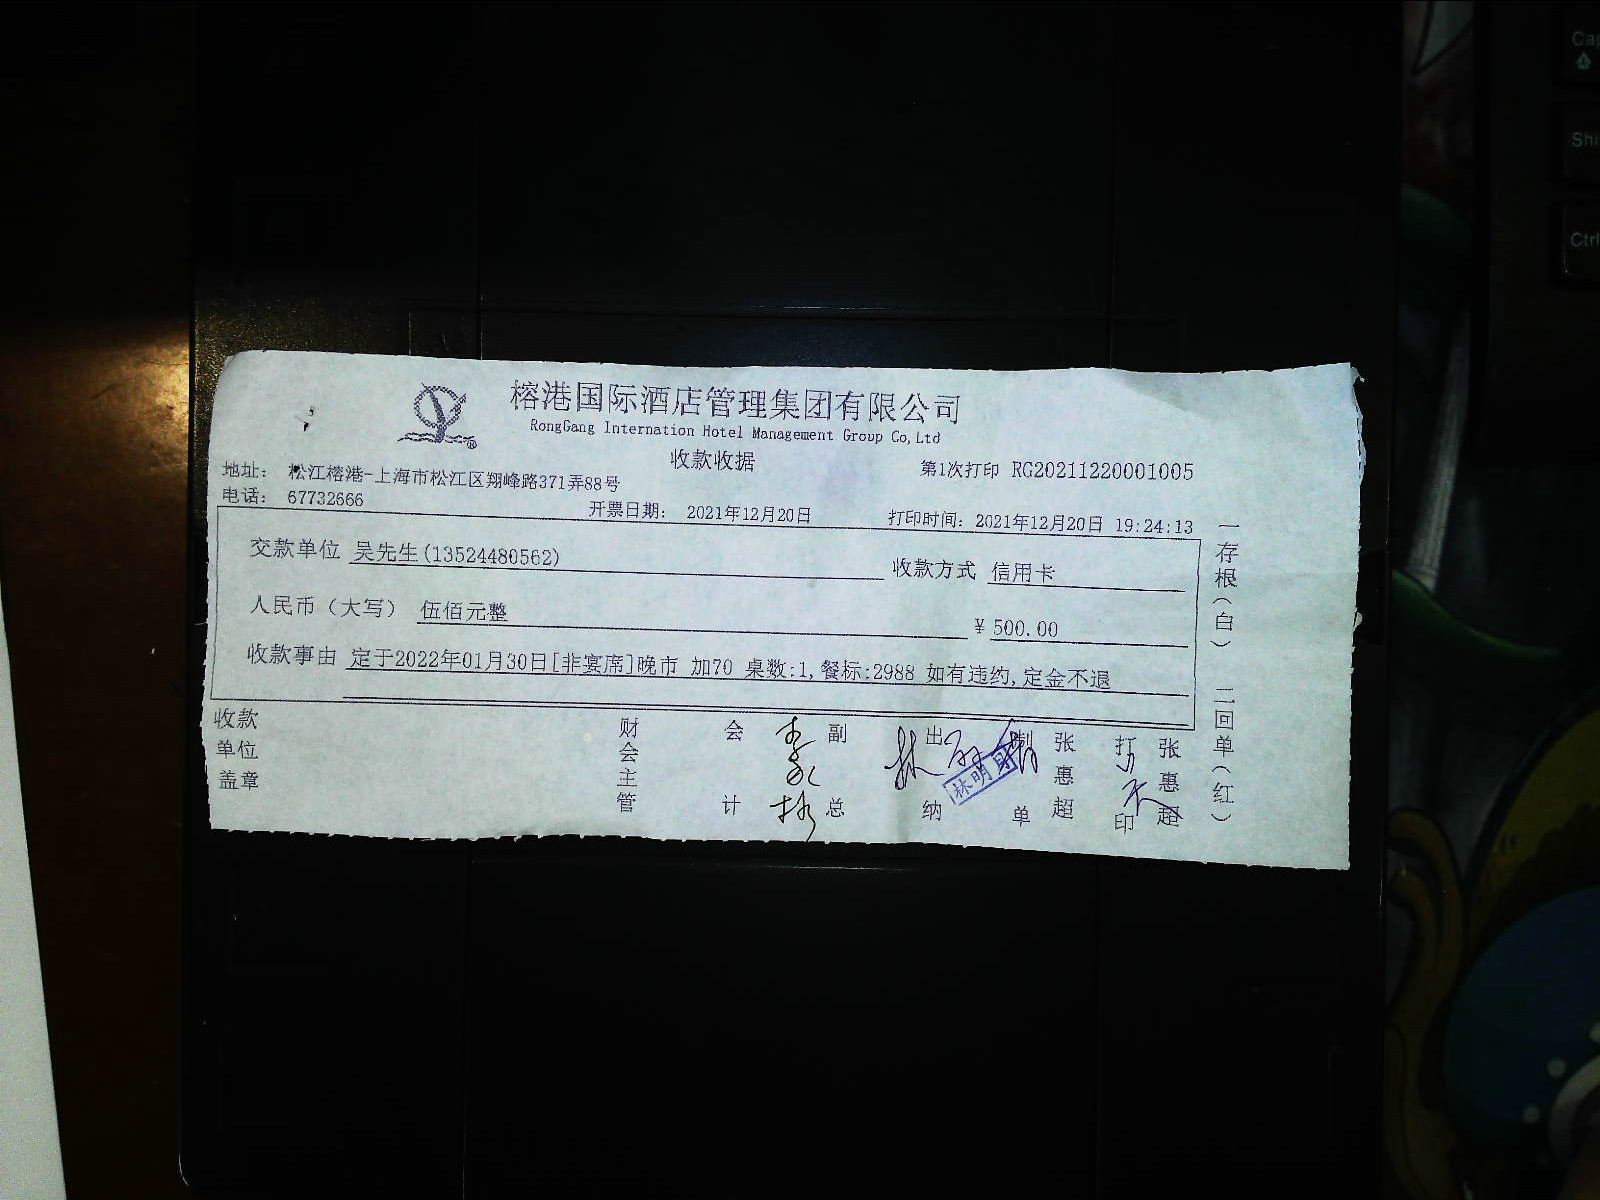 榕港国际酒店管理集团有限公司
RongGang Internation Hotel Management Group Co,Ltd
收款收据
第1次打印 RG20211220001005
地址： 松江榕港-上海市松江区翔峰路371弄88号
电话： 67732666
开票日期： 2021年12月20日
打印时间：2021年12月20日 19:24:13
交款单位 吴先生(13524480562)
收款方式 信用卡
人民币（大写） 伍佰元整
￥500.00
收款事由 定于2022年01月30日[非宴席]晚市 加70 桌数:1,餐标:2988 如有违约,定金不退
收款单位盖章
财会主管
会计
副总
出纳
制单 张惠超
打印 张惠超
一存根（白） 二回单（红）
Shi
Ctrl